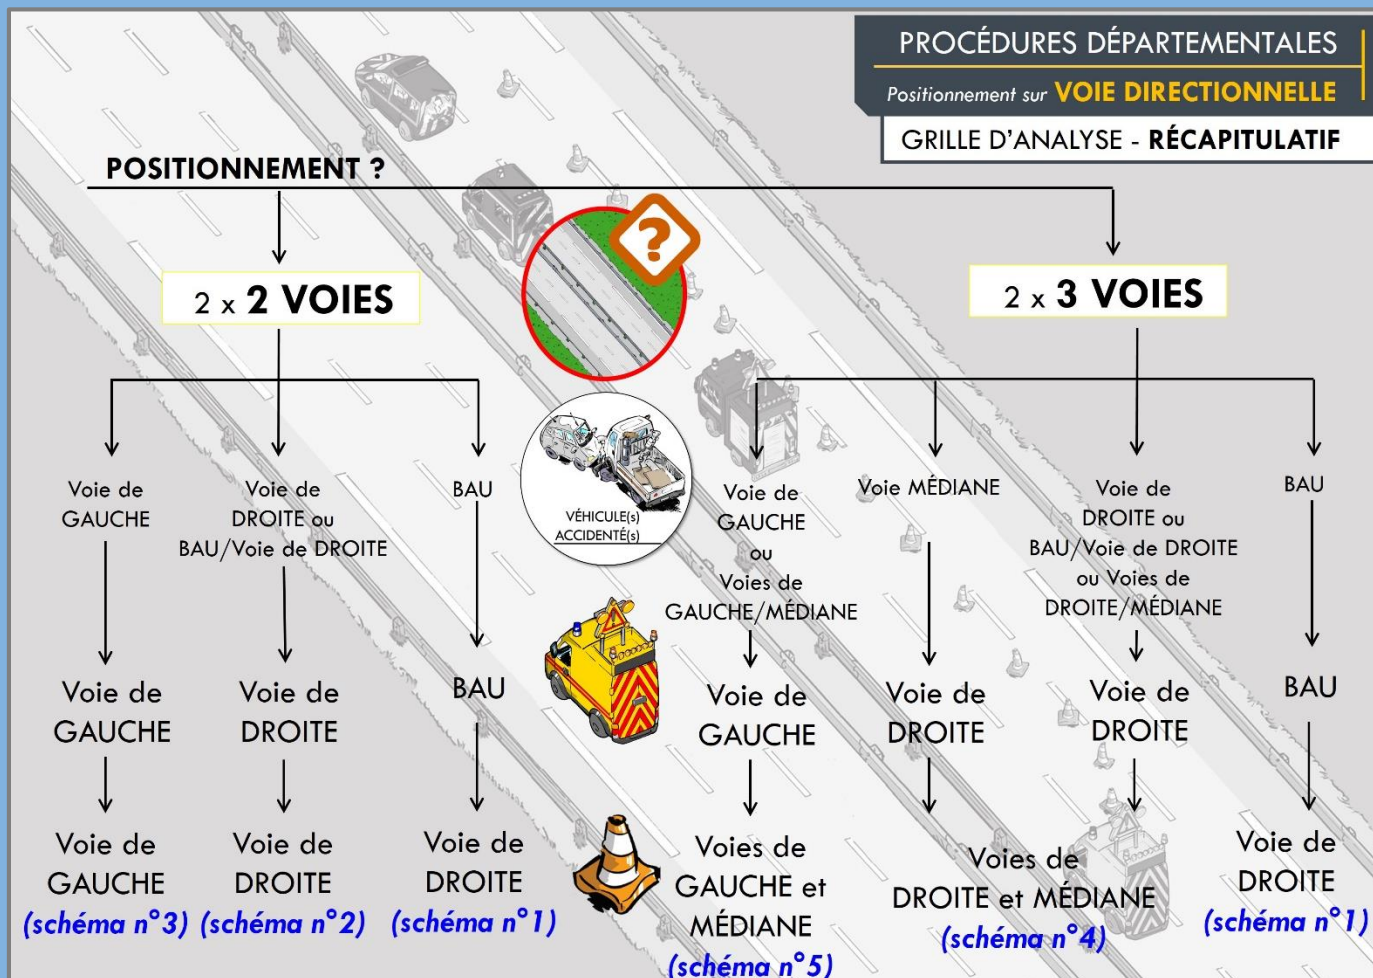 PROCÉDURES DÉPARTEMENTALES
Positionnement sur VOIE DIRECTIONNELLE
GRILLE D'ANALYSE - RÉCAPITULATIF
POSITIONNEMENT ?
2 x 2 VOIES
2 x 3 VOIES
?
Voie de
GAUCHE
Voie de
DROITE ou
BAU/Voie de DROITE
BAU
VÉHICULE(s)
ACCIDENTÉ(s)
Voie de
GAUCHE
ou
Voies de
GAUCHE/MÉDIANE
Voie MÉDIANE
Voie de
DROITE ou
BAU/Voie de DROITE
ou Voies de
DROITE/MÉDIANE
BAU
Voie de
GAUCHE
Voie de
DROITE
BAU
Voie de
GAUCHE
Voie de
DROITE
Voie de
DROITE
BAU
Voie de
GAUCHE
(schéma n°3)
Voie de
DROITE
(schéma n°2)
Voie de
DROITE
(schéma n°1)
Voies de
GAUCHE et
MÉDIANE
(schéma n°5)
Voies de
DROITE et MÉDIANE
(schéma n°4)
Voie de
DROITE
(schéma n°1)